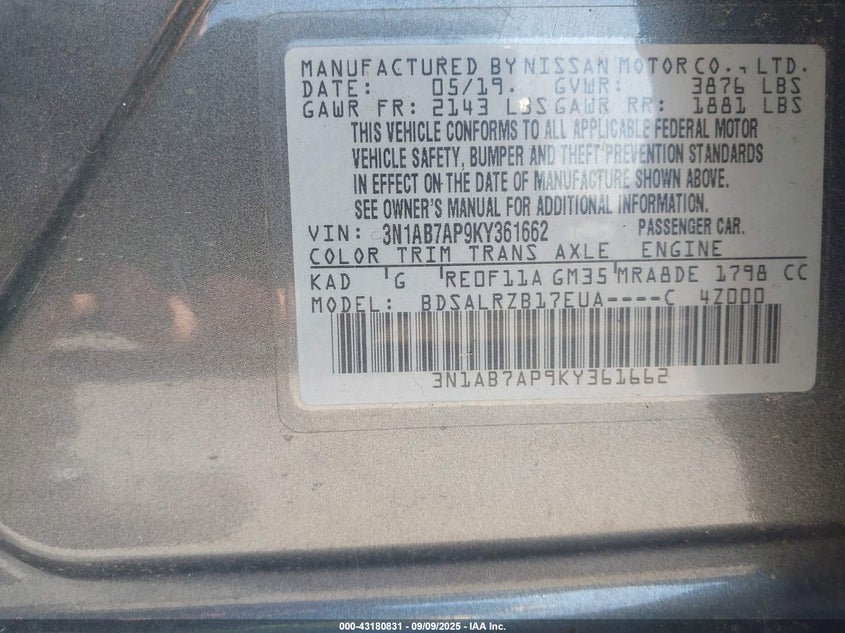 MANUFACTURED BY NISSAN MOTOR CO., LTD.
DATE: 05/19. GVWR: 3876 LBS
GAWR FR: 2143 LBS GAWR RR: 1881 LBS
THIS VEHICLE CONFORMS TO ALL APPLICABLE FEDERAL MOTOR
VEHICLE SAFETY, BUMPER AND THEFT PREVENTION STANDARDS
IN EFFECT ON THE DATE OF MANUFACTURE SHOWN ABOVE.
SEE OWNER'S MANUAL FOR ADDITIONAL INFORMATION.
VIN: 3N1AB7AP9KY361662 PASSENGER CAR.
COLOR TRIM TRANS AXLE ENGINE
KAD G RE0F11A GM35 MRA8DE 1798 CC
MODEL: BDSALRZB17EUA----C 4Z000
3N1AB7AP9KY361662
000-43180831 - 09/09/2025 - IAA Inc.